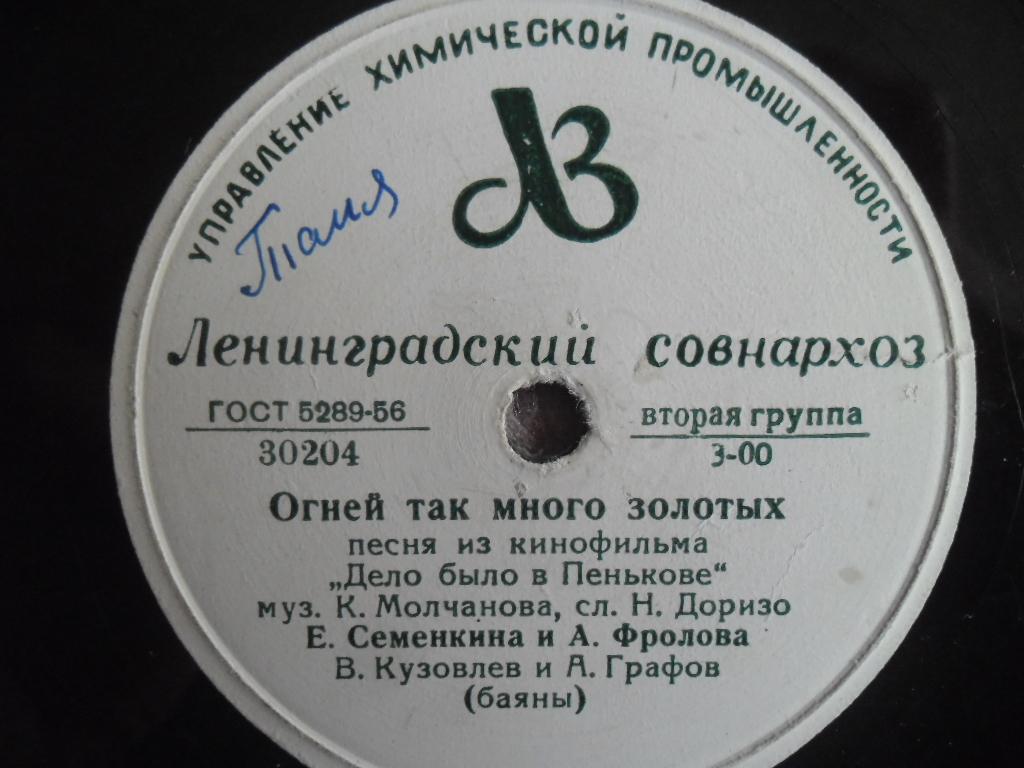 УПРАВЛЕНИЕ ХИМИЧЕСКОЙ ПРОМЫШЛЕННОСТИ
ЛЗ
Таня
Ленинградский совнархоз
ГОСТ 5289-56 вторая группа
30204 3-00
Огней так много золотых
песня из кинофильма
„Дело было в Пенькове“
муз. К. Молчанова, сл. Н. Доризо
Е. Семенкина и А. Фролова
В. Кузовлев и А. Графов
(баяны)